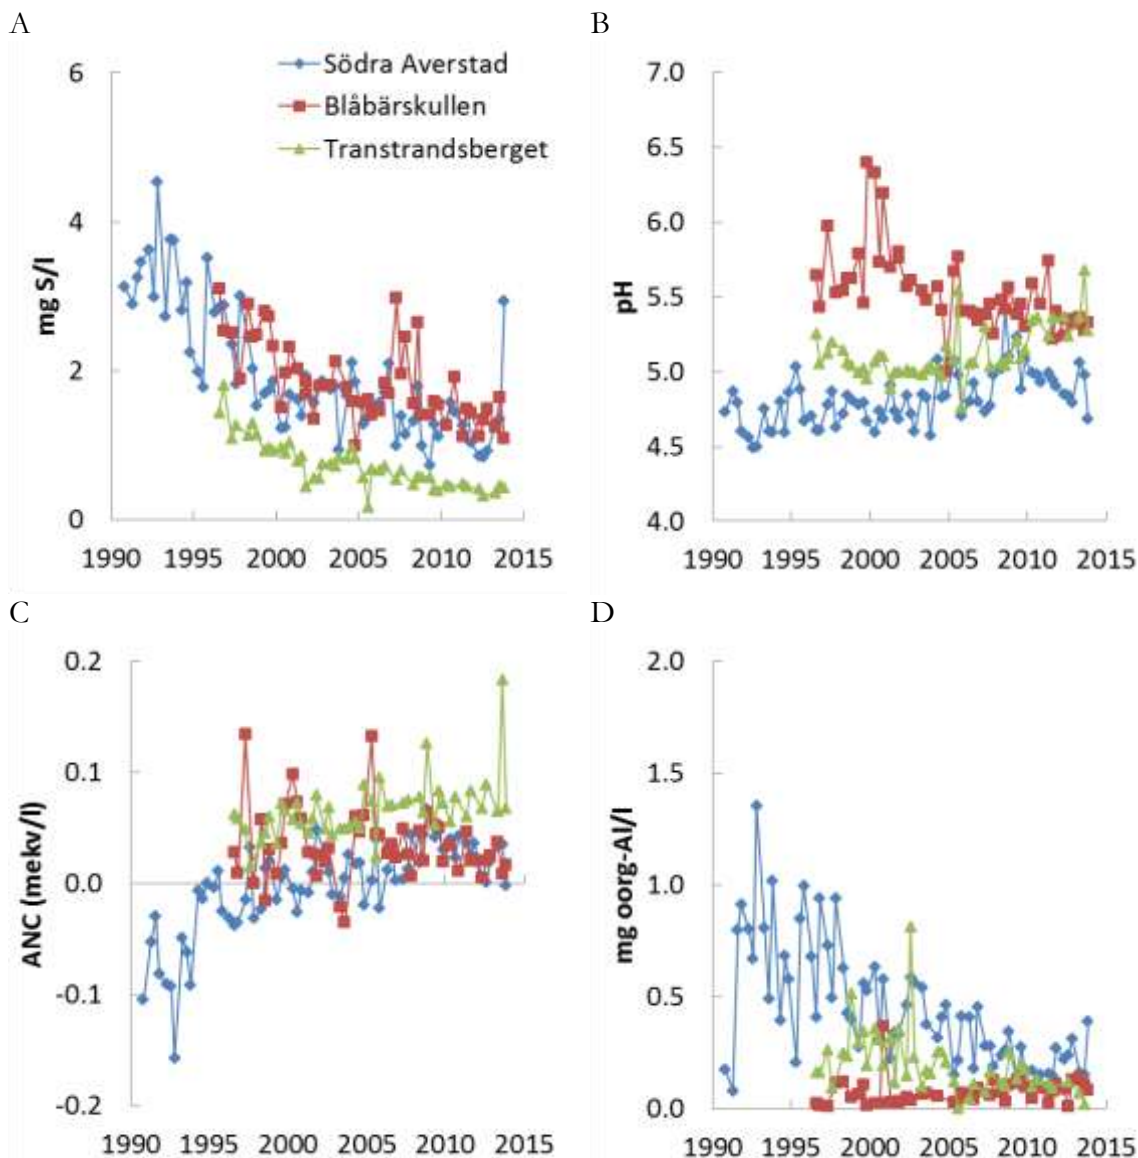 A
mg S/l
6
4
2
0
Södra Averstad
Blåbärskullen
Transtrandsberget
1990 1995 2000 2005 2010 2015
B
pH
7.0
6.5
6.0
5.5
5.0
4.5
4.0
1990 1995 2000 2005 2010 2015
C
ANC (mekv/l)
0.2
0.1
0.0
-0.1
-0.2
1990 1995 2000 2005 2010 2015
D
mg oorg-Al/l
2.0
1.5
1.0
0.5
0.0
1990 1995 2000 2005 2010 2015